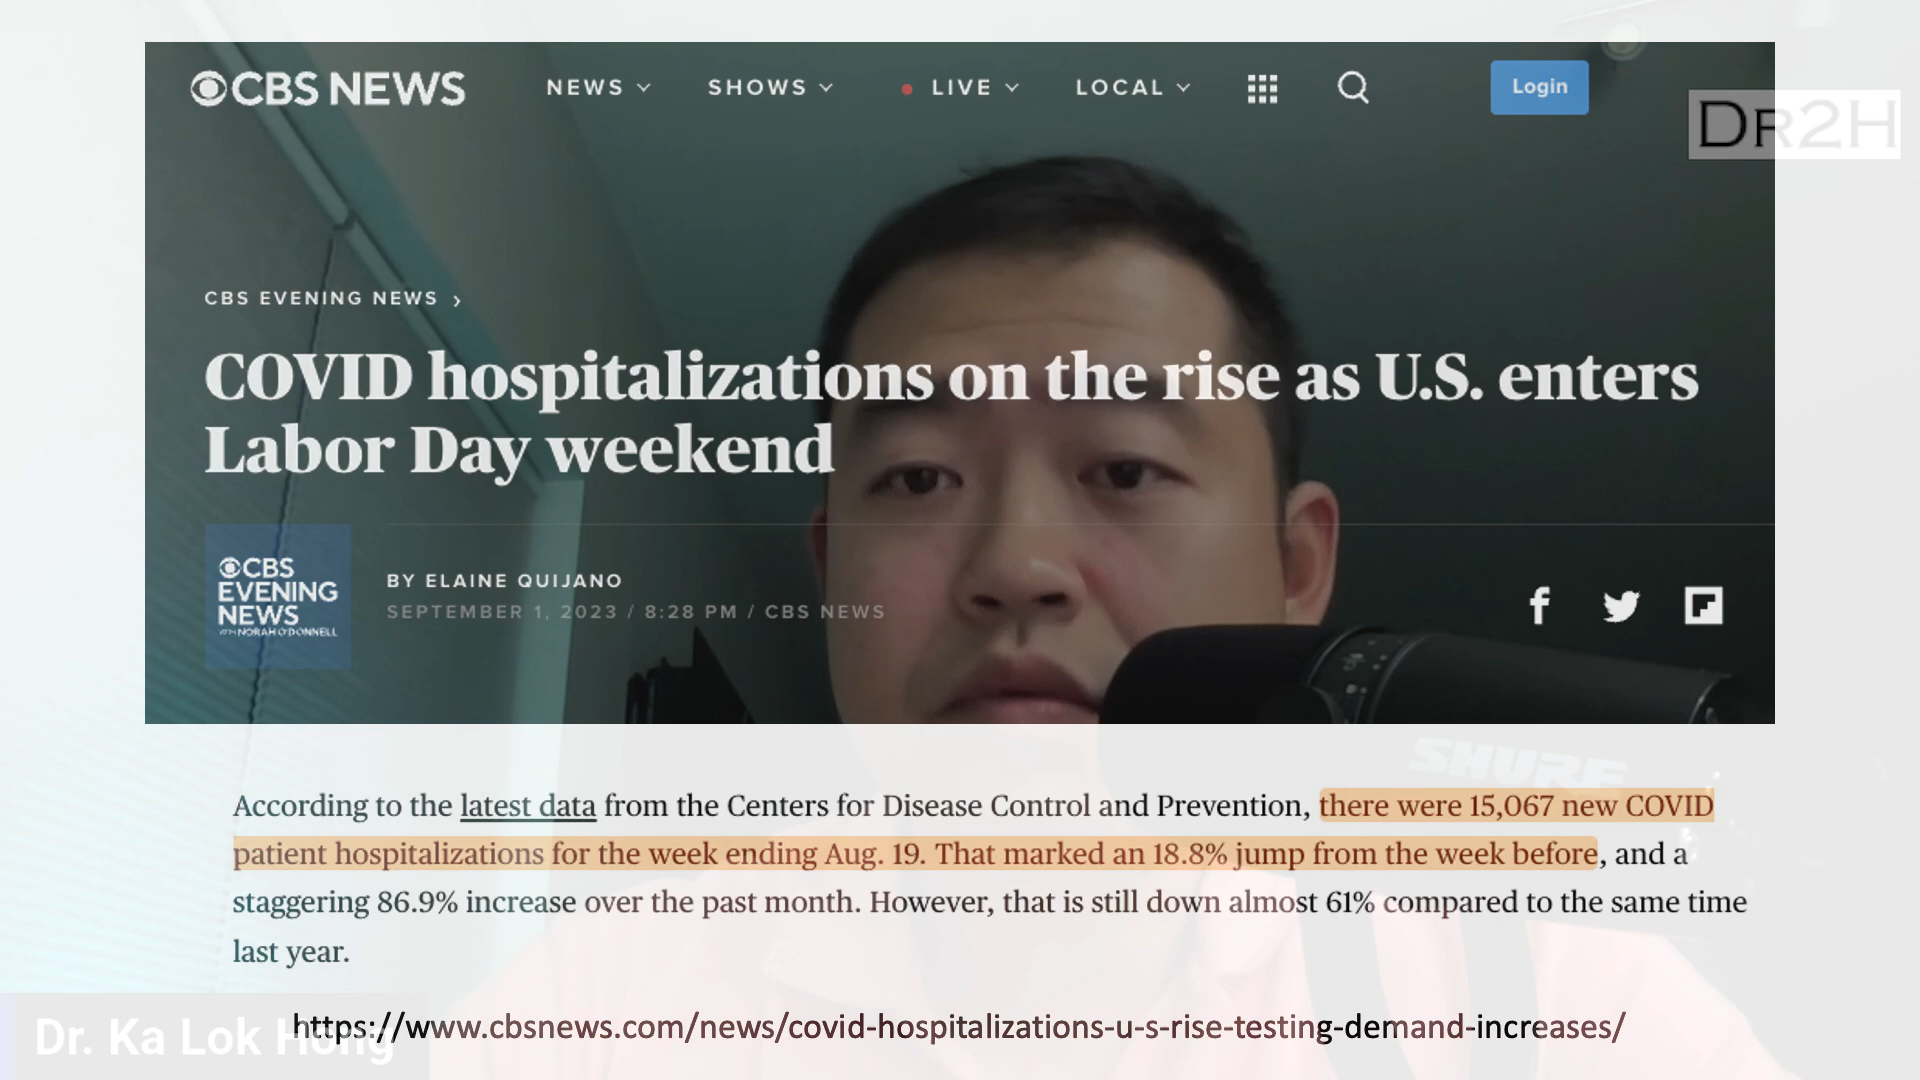 CBS NEWS NEWS SHOWS LIVE LOCAL Login
DR2H
CBS EVENING NEWS >
COVID hospitalizations on the rise as U.S. enters
Labor Day weekend
CBS
EVENING
NEWS
WITH NORAH O'DONNELL
BY ELAINE QUIJANO
SEPTEMBER 1, 2023 / 8:28 PM / CBS NEWS
SHURE
According to the latest data from the Centers for Disease Control and Prevention, there were 15,067 new COVID
patient hospitalizations for the week ending Aug. 19. That marked an 18.8% jump from the week before, and a
staggering 86.9% increase over the past month. However, that is still down almost 61% compared to the same time
last year.
https://www.cbsnews.com/news/covid-hospitalizations-u-s-rise-testing-demand-increases/
Dr. Ka Lok Hong